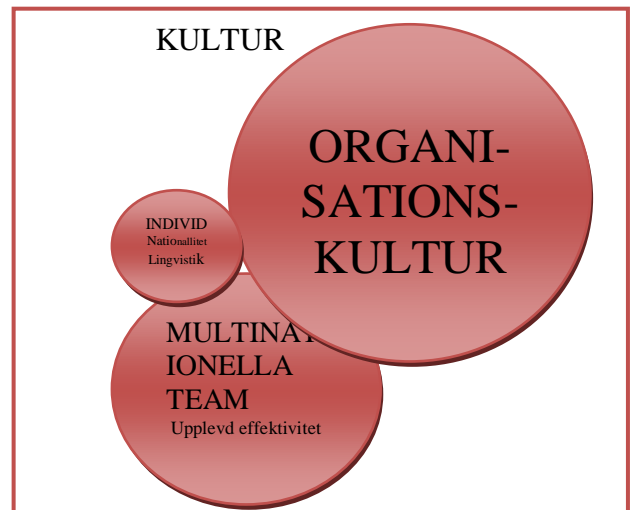 KULTUR
ORGANI-
SATIONS-
KULTUR
INDIVID
Nationallitet
Lingvistik
MULTINAT
IONELLA
TEAM
Upplevd effektivitet